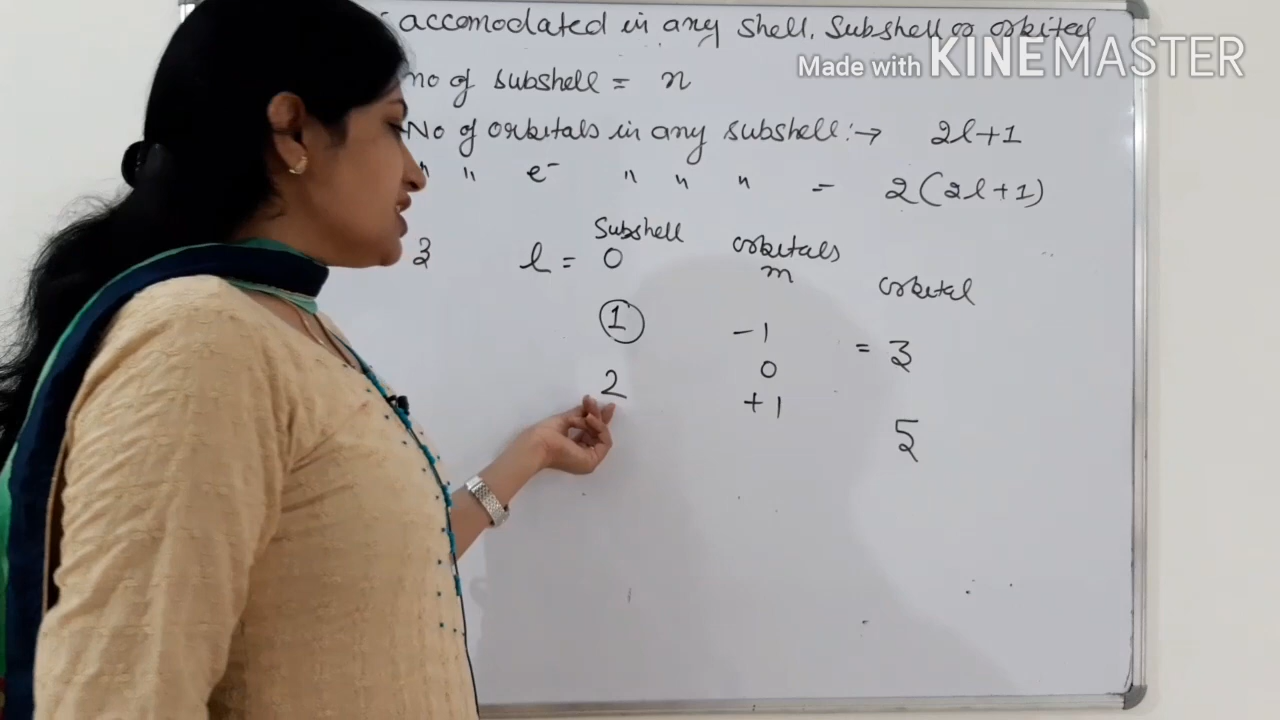 accomodated in any shell, Subshell or orbital
Made with KINEMASTER
no of subshell = n
No of orbitals in any subshell :→ 2l+1
" " e⁻ " " " = 2(2l+1)
Subshell orbitals
3 l = 0 m orbital
1 -1 = 3
0
2 +1 5